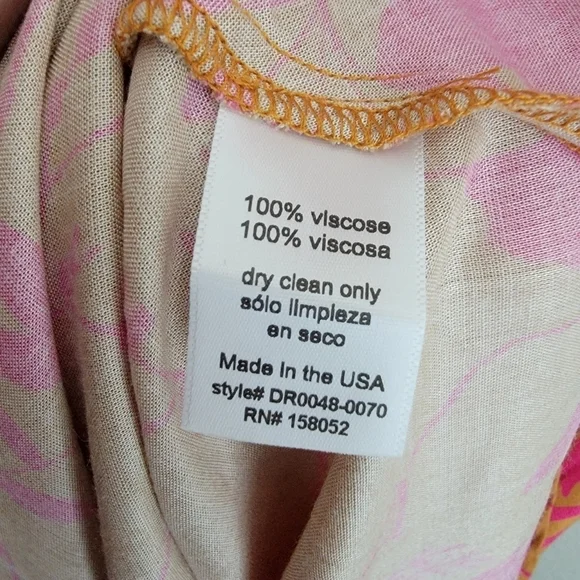 100% viscose
100% viscosa
dry clean only
sólo limpieza
en seco
Made in the USA
style# DR0048-0070
RN# 158052